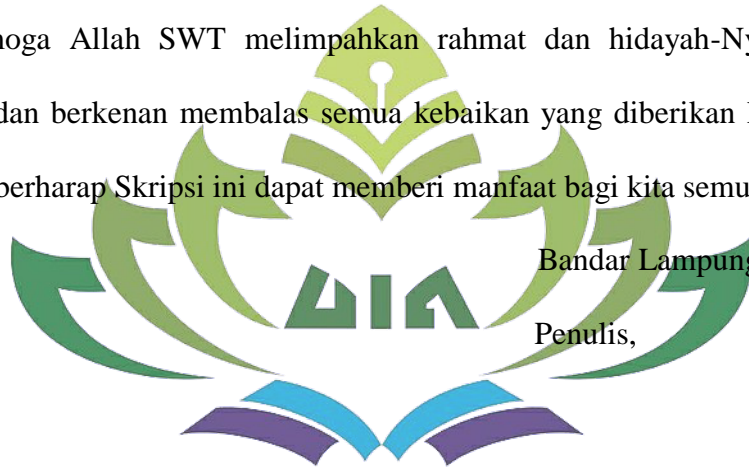 noga Allah SWT melimpahkan rahmat dan hidayah-Ny
dan berkenan membalas semua kebaikan yang diberikan
berharap Skripsi ini dapat memberi manfaat bagi kita semu
Bandar Lampung
UIN
Penulis,